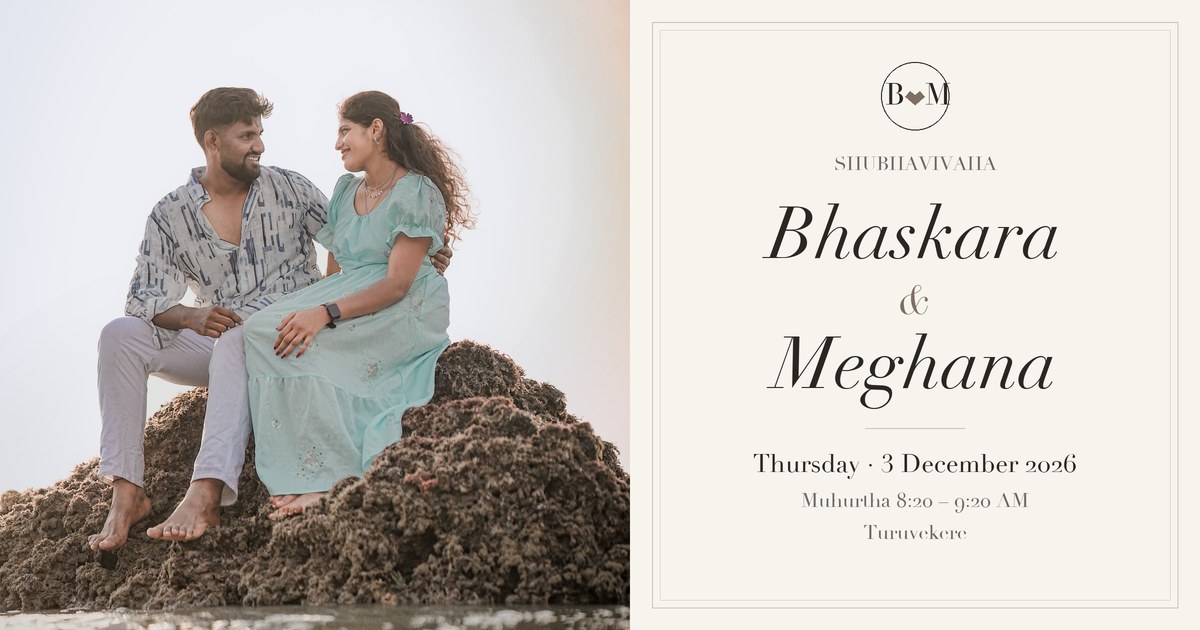 B M
SHUBHAVIVAHA
Bhaskara
&
Meghana
Thursday · 3 December 2026
Muhurtha 8:20 – 9:20 AM
Turuvekere